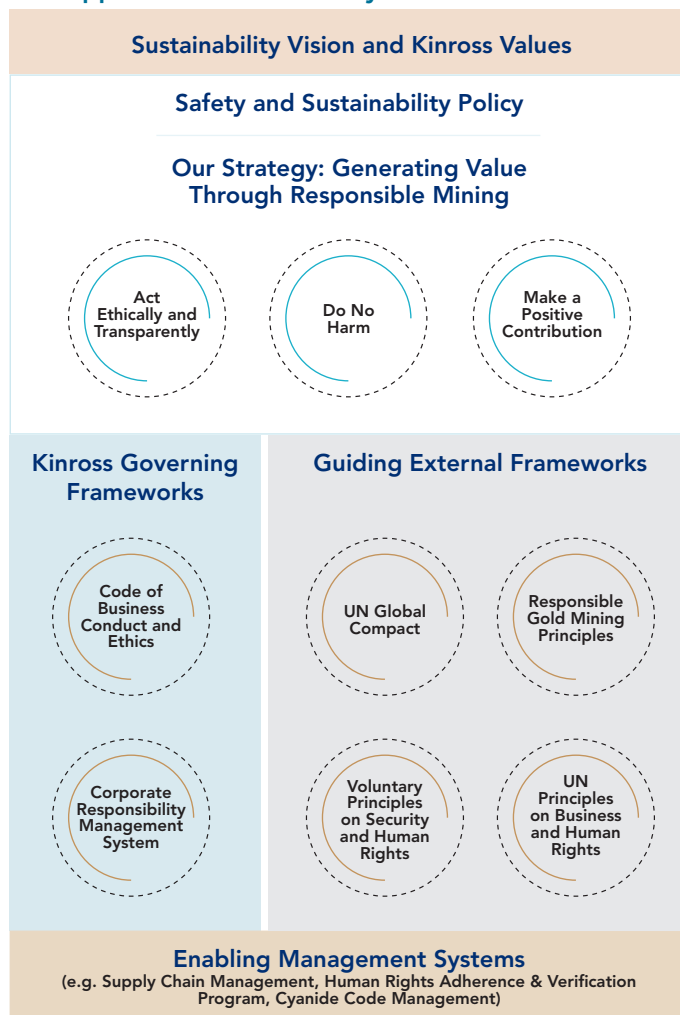 Sustainability Vision and Kinross Values
Safety and Sustainability Policy
Our Strategy: Generating Value
Through Responsible Mining
Act
Ethically and
Transparently
Do No
Harm
Make a
Positive
Contribution
Kinross Governing
Frameworks
Code of
Business
Conduct and
Ethics
Corporate
Responsibility
Management
System
Guiding External Frameworks
UN Global
Compact
Responsible
Gold Mining
Principles
Voluntary
Principles
on Security
and Human
Rights
UN
Principles
on Business
and Human
Rights
Enabling Management Systems
(e.g. Supply Chain Management, Human Rights Adherence & Verification
Program, Cyanide Code Management)